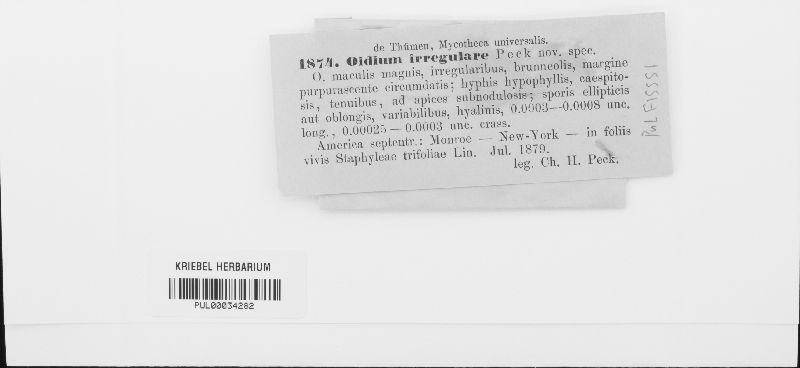 de Thümen, Mycotheca universalis.
1874. Oidium irregulare Peck nov. spec.
O. maculis magnis, irregularibus, brunneolis, margine
purpurascente circumdatis; hyphis hypophyllis, caespito-
sis, tenuibus, ad apices subnodulosis; sporis ellipticis
aut oblongis, variabilibus, hyalinis, 0.0003—0.0008 unc.
long., 0.00025—0.0003 unc. crass.
America septentr.: Monroe — New-York — in foliis
vivis Staphyleae trifoliae Lin. Jul. 1879.
leg. Ch. H. Peck.
PUL F15551
KRIEBEL HERBARIUM
PUL00034282